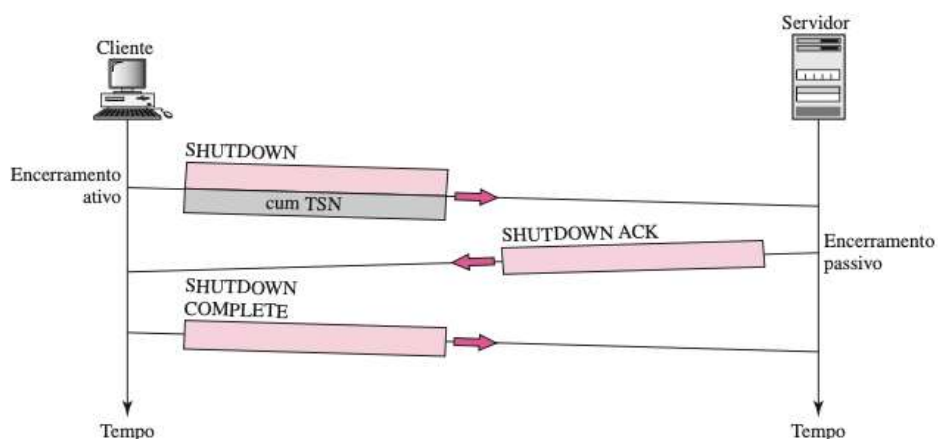 Servidor
Cliente
SHUTDOWN
Encerramento
ativo
cum TSN
SHUTDOWN ACK
Encerramento
passivo
SHUTDOWN
COMPLETE
Tempo
Tempo